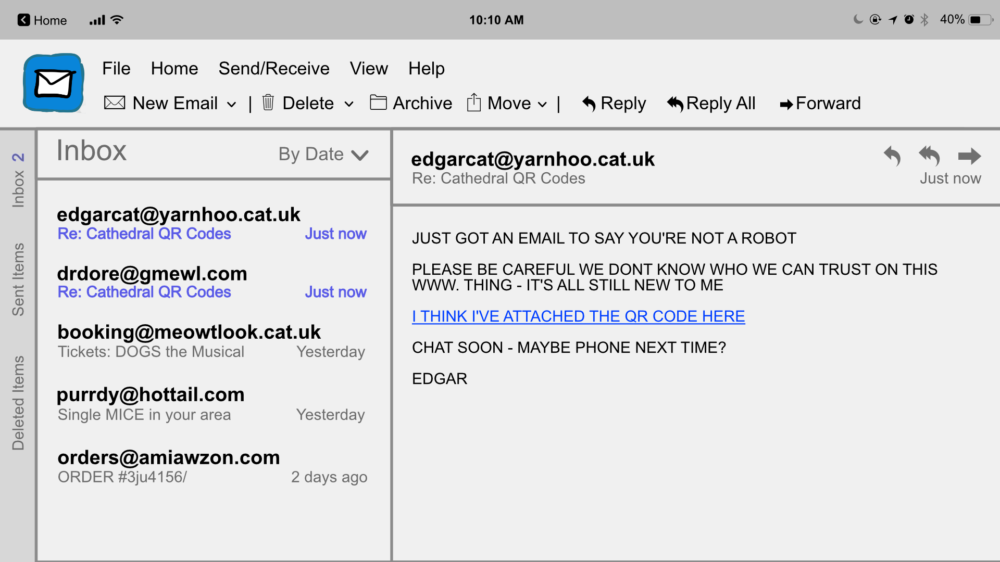 Home
10:10 AM
40%
File Home Send/Receive View Help
New Email | Delete Archive Move | Reply Reply All Forward
Inbox 2
Sent Items
Deleted Items
Inbox By Date
edgarcat@yarnhoo.cat.uk
Re: Cathedral QR Codes Just now
drdore@gmewl.com
Re: Cathedral QR Codes Just now
booking@meowtlook.cat.uk
Tickets: DOGS the Musical Yesterday
purrdy@hottail.com
Single MICE in your area Yesterday
orders@amiawzon.com
ORDER #3ju4156/ 2 days ago
edgarcat@yarnhoo.cat.uk
Re: Cathedral QR Codes Just now
JUST GOT AN EMAIL TO SAY YOU'RE NOT A ROBOT
PLEASE BE CAREFUL WE DONT KNOW WHO WE CAN TRUST ON THIS
WWW. THING - IT'S ALL STILL NEW TO ME
I THINK I'VE ATTACHED THE QR CODE HERE
CHAT SOON - MAYBE PHONE NEXT TIME?
EDGAR